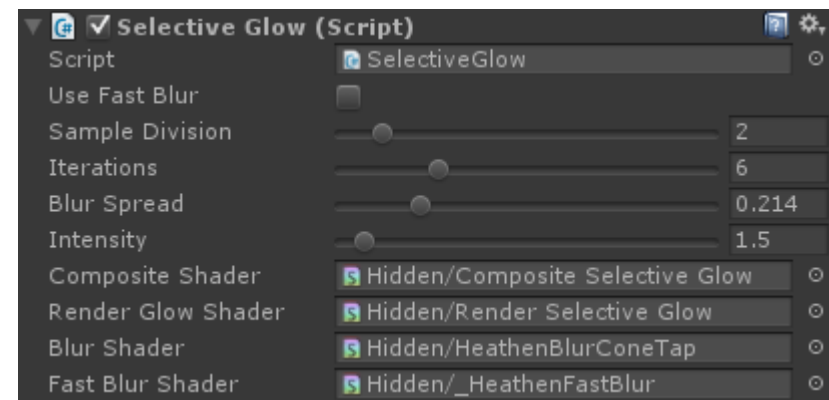 Selective Glow (Script)
Script SelectiveGlow
Use Fast Blur
Sample Division 2
Iterations 6
Blur Spread 0.214
Intensity 1.5
Composite Shader Hidden/Composite Selective Glow
Render Glow Shader Hidden/Render Selective Glow
Blur Shader Hidden/HeathenBlurConeTap
Fast Blur Shader Hidden/_HeathenFastBlur